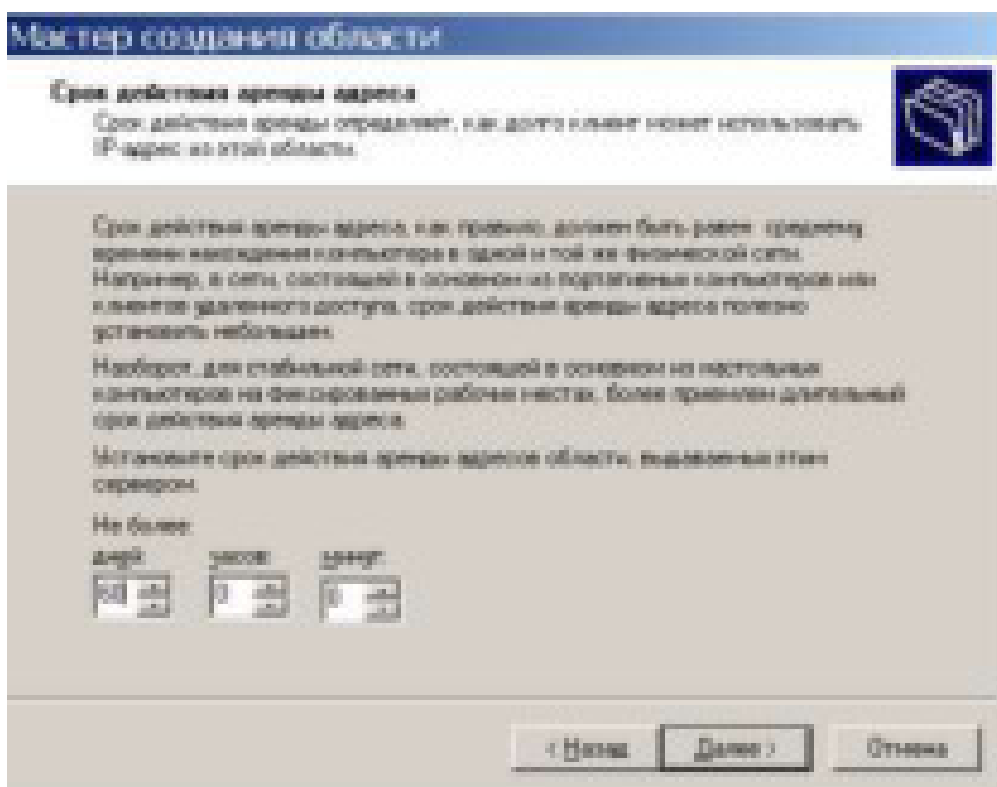 Мастер создания области
Срок действия аренды адреса
Срок действия аренды определяет, как долго клиент может использовать
IP-адрес из этой области.
Срок действия аренды адреса, как правило, должен быть равен среднему
времени нахождения компьютера в одной и той же физической сети.
Например, в сети, состоящей в основном из портативных компьютеров или
клиентов удаленного доступа, срок действия аренды адреса полезно
установить небольшим.
Наоборот, для стабильной сети, состоящей в основном из настольных
компьютеров на фиксированных рабочих местах, более приемлем длительный
срок действия аренды адреса.
Установите срок действия аренды адресов области, выдаваемых этим
сервером.
Не более:
дней: часов: минут:
60 0 0
< Назад Далее > Отмена